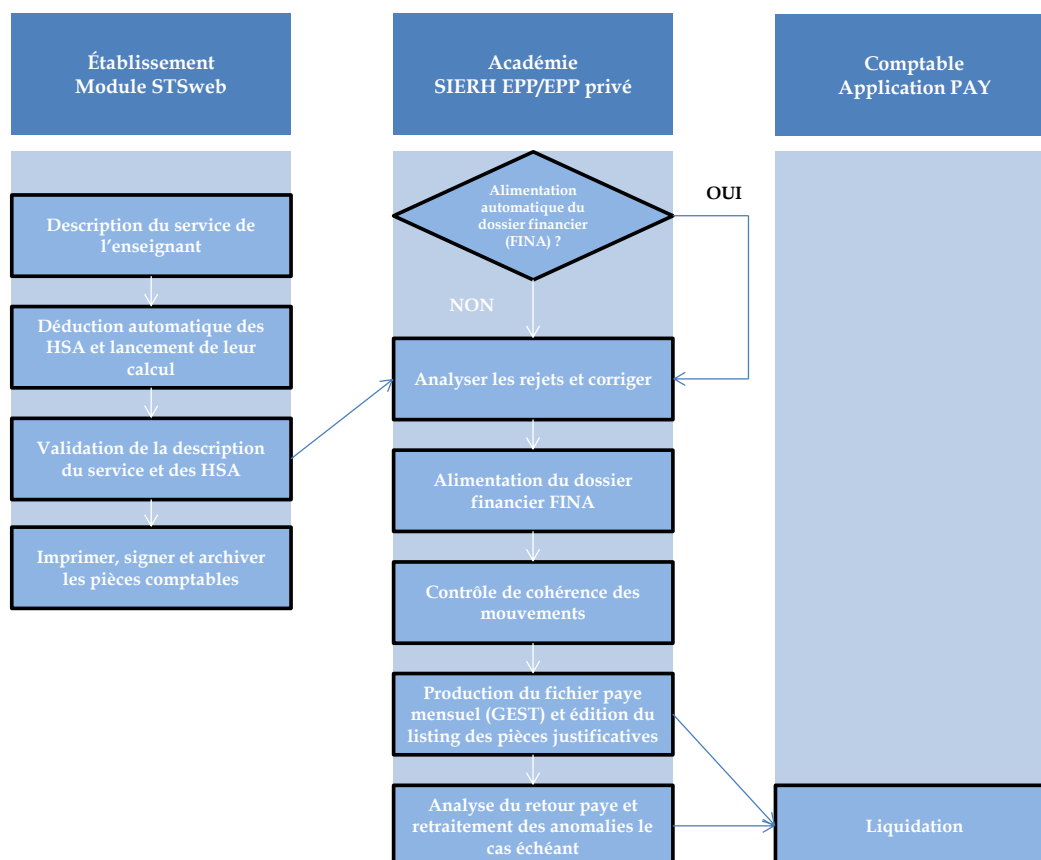 Établissement
Module STSweb
Académie
SIERH EPP/EPP privé
Comptable
Application PAY
Description du service de
l’enseignant
Déduction automatique des
HSA et lancement de leur
calcul
Validation de la description
du service et des HSA
Imprimer, signer et archiver
les pièces comptables
Alimentation
automatique du
dossier financier
(FINA) ?
OUI
NON
Analyser les rejets et corriger
Alimentation du dossier
financier FINA
Contrôle de cohérence des
mouvements
Production du fichier paye
mensuel (GEST) et édition du
listing des pièces justificatives
Analyse du retour paye et
retraitement des anomalies le
cas échéant
Liquidation